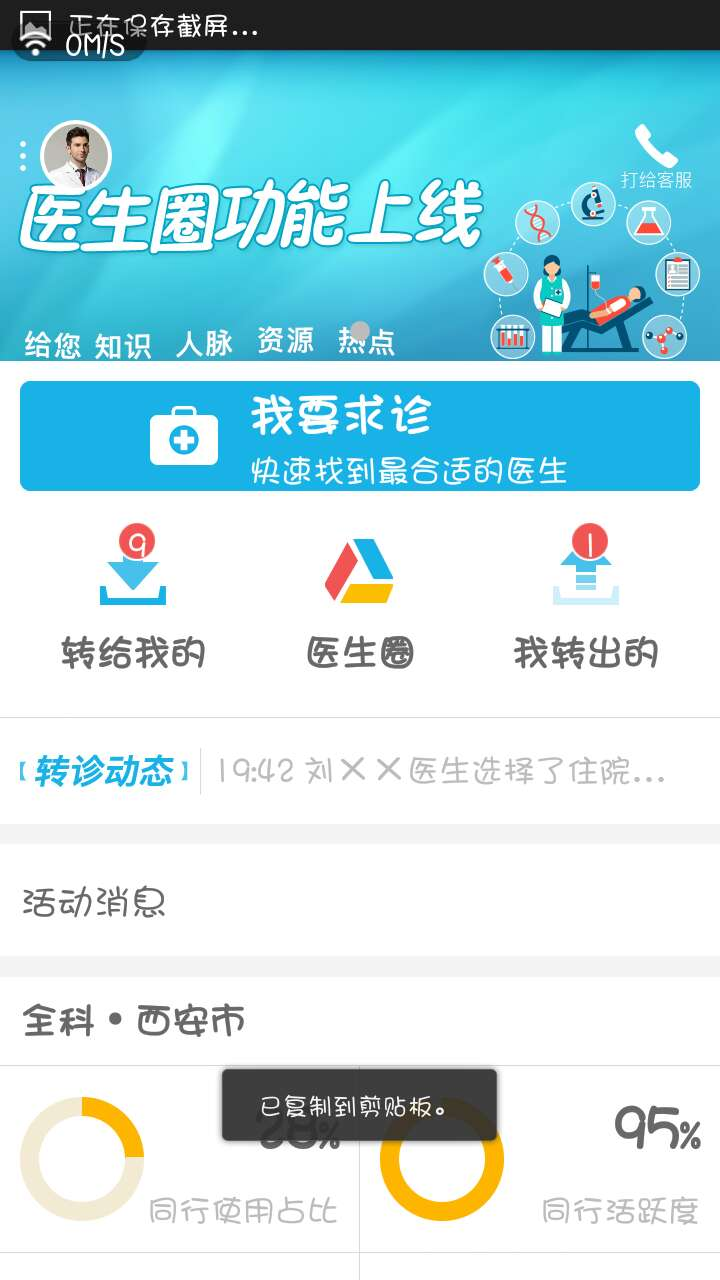 正在保存截屏...
0M/S
打给客服
医生圈功能上线
给您 知识 人脉 资源 热点
我要求诊
快速找到最合适的医生
9
1
转给我的
医生圈
我转出的
【转诊动态】
19:42 刘××医生选择了住院...
活动消息
全科·西安市
已复制到剪贴板。
28%
95%
同行使用占比
同行活跃度